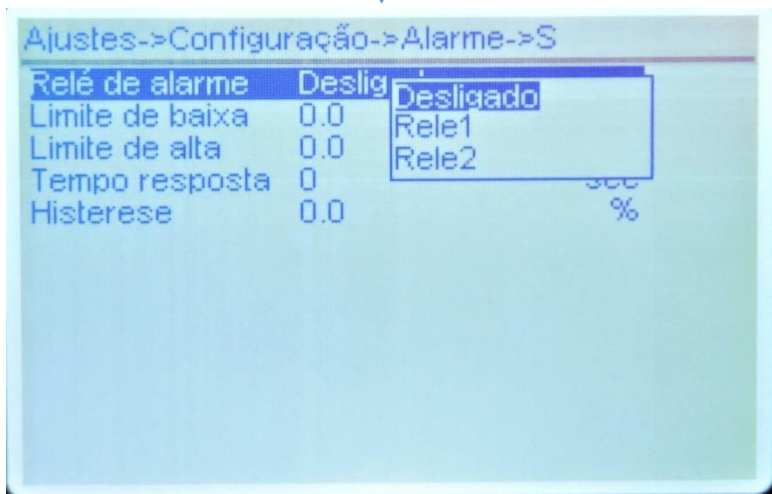 Ajustes->Configuração->Alarme->S
Relé de alarme Deslig
Desligado
Limite de baixa 0.0
Rele1
Limite de alta 0.0
Rele2
Tempo resposta 0 sec
Histerese 0.0 %